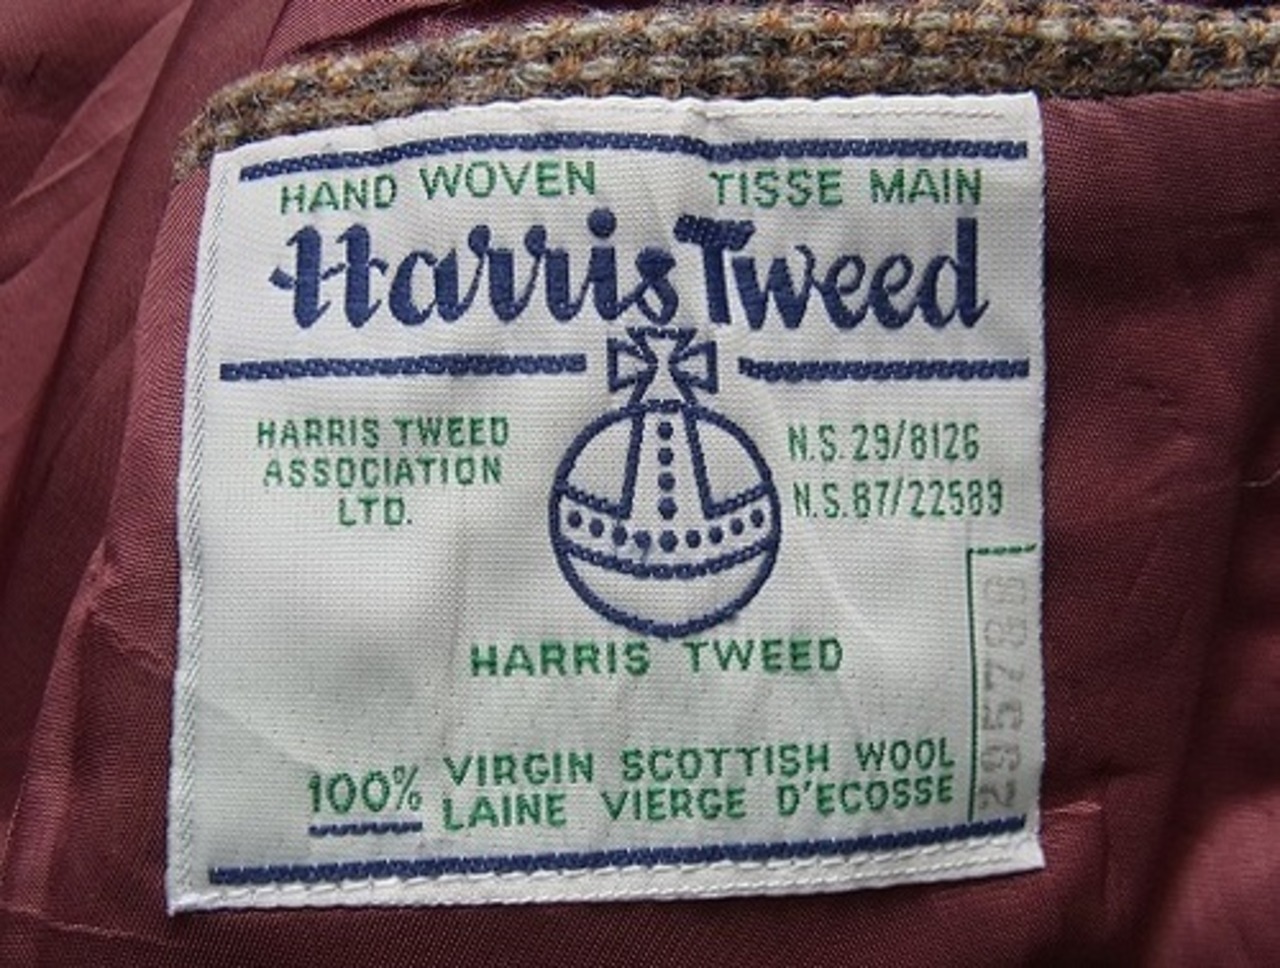 HAND WOVEN TISSE MAIN
Harris Tweed
HARRIS TWEED
ASSOCIATION
LTD.
N.S.29/8126
N.S.87/22589
HARRIS TWEED
100% VIRGIN SCOTTISH WOOL
LAINE VIERGE D'ECOSSE